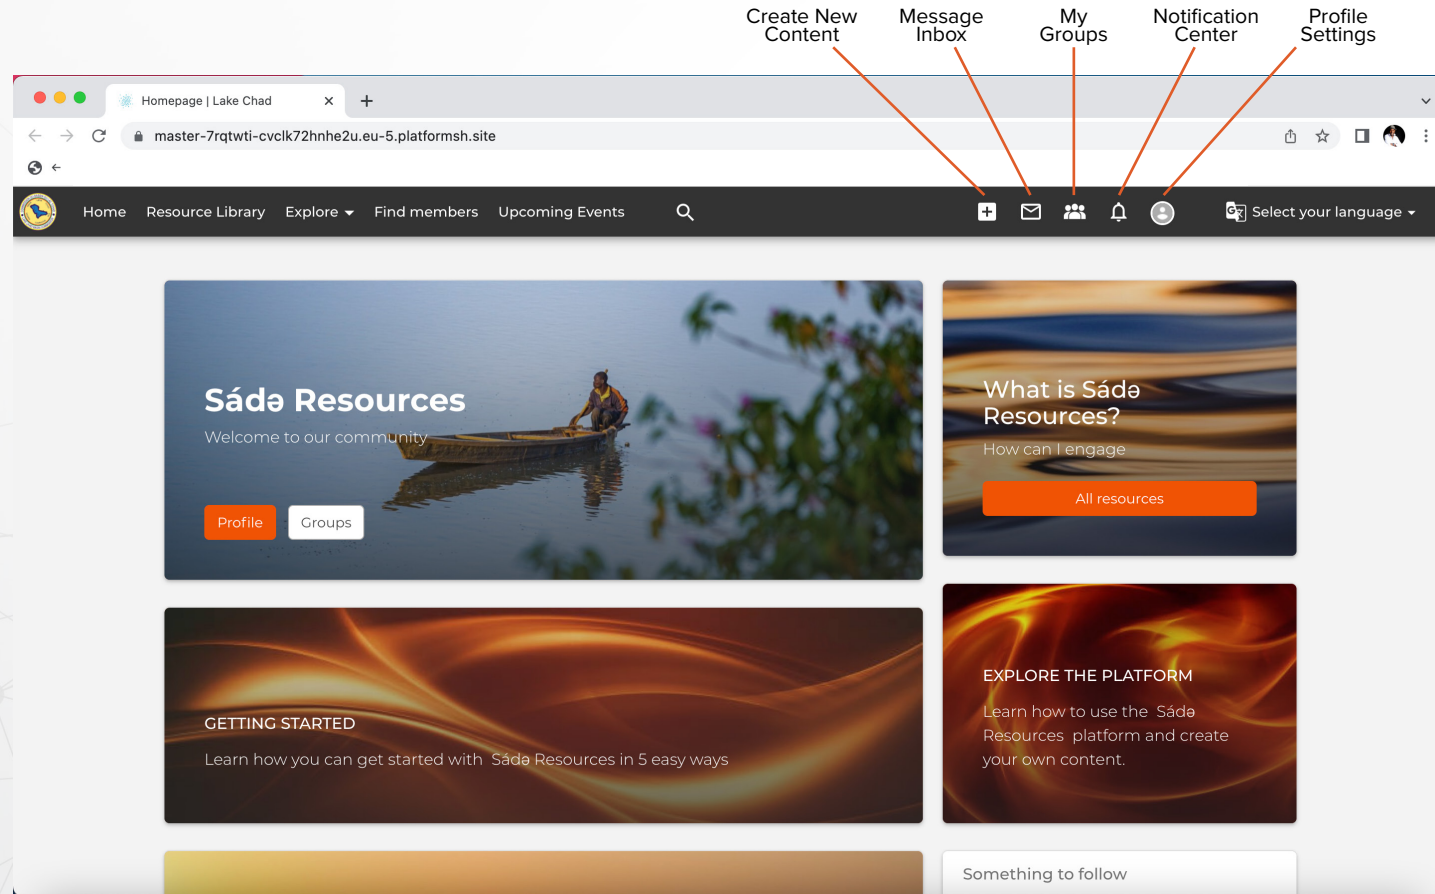 Create New
Content
Message
Inbox
My
Groups
Notification
Center
Profile
Settings
Homepage | Lake Chad
master-7rqtwti-cvclk72hnhe2u.eu-5.platformsh.site
Home Resource Library Explore Find members Upcoming Events Select your language
Sádə Resources
Welcome to our community
Profile Groups
What is Sádə
Resources?
How can I engage
All resources
GETTING STARTED
Learn how you can get started with Sádə Resources in 5 easy ways
EXPLORE THE PLATFORM
Learn how to use the Sádə
Resources platform and create
your own content.
Something to follow